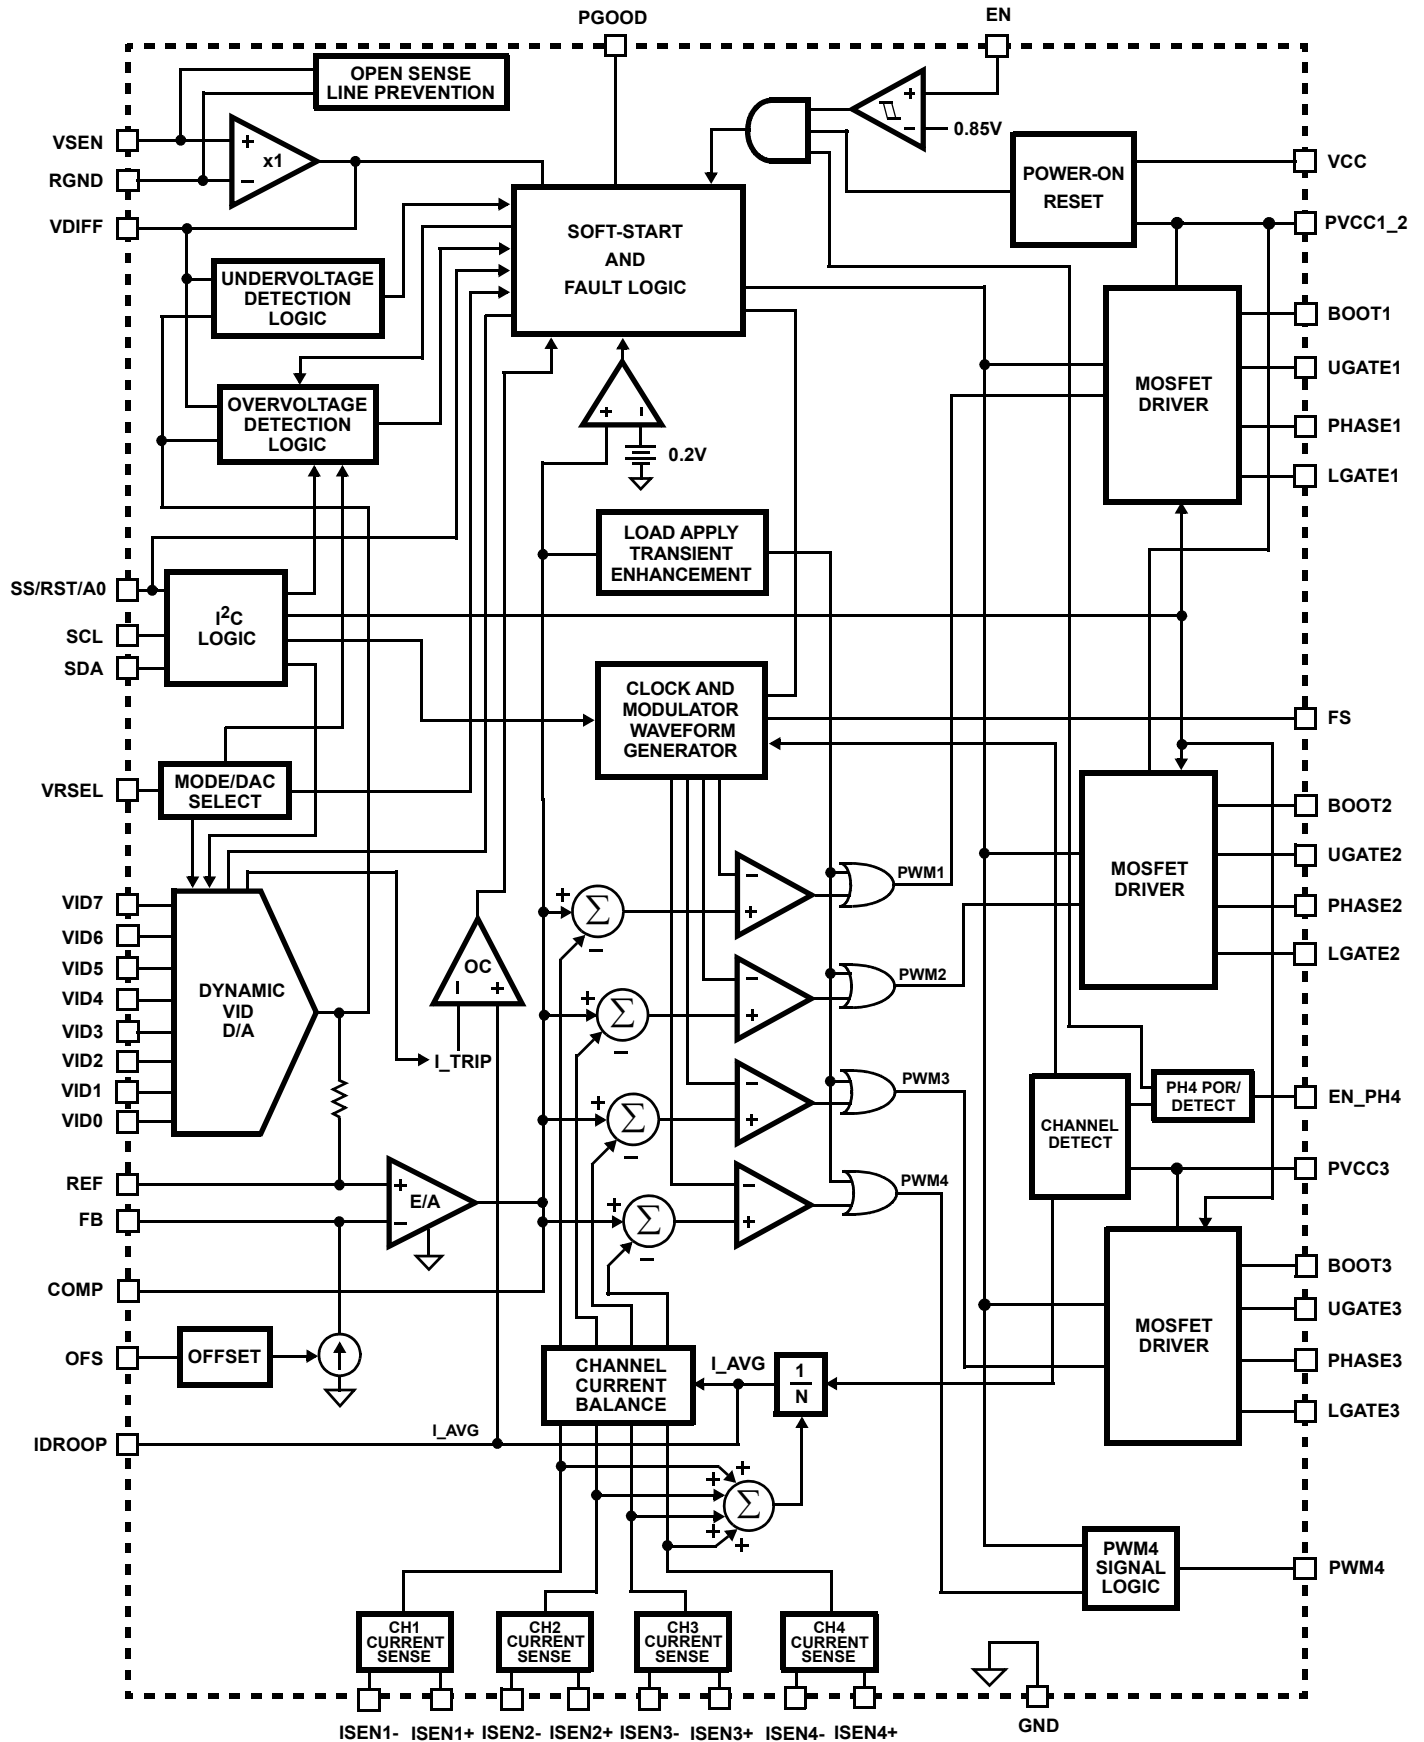 PGOOD
EN
OPEN SENSE
LINE PREVENTION
+
−
0.85V
VSEN
+
x1
−
RGND
VDIFF
POWER-ON
RESET
VCC
PVCC1_2
SOFT-START
AND
FAULT LOGIC
UNDERVOLTAGE
DETECTION
LOGIC
OVERVOLTAGE
DETECTION
LOGIC
+
−
0.2V
MOSFET
DRIVER
BOOT1
UGATE1
PHASE1
LGATE1
LOAD APPLY
TRANSIENT
ENHANCEMENT
SS/RST/A0
SCL
SDA
I2C
LOGIC
CLOCK AND
MODULATOR
WAVEFORM
GENERATOR
FS
VRSEL
MODE/DAC
SELECT
MOSFET
DRIVER
BOOT2
UGATE2
PHASE2
LGATE2
VID7
VID6
VID5
VID4
VID3
VID2
VID1
VID0
DYNAMIC
VID
D/A
OC
−
+
I_TRIP
+
Σ
−
−
+
PWM1
+
Σ
−
−
+
PWM2
+
Σ
−
−
+
PWM3
+
Σ
−
−
+
PWM4
CHANNEL
DETECT
PH4 POR/
DETECT
EN_PH4
PVCC3
REF
FB
+
E/A
−
COMP
OFS
OFFSET
MOSFET
DRIVER
BOOT3
UGATE3
PHASE3
LGATE3
CHANNEL
CURRENT
BALANCE
I_AVG
1
N
IDROOP
I_AVG
+
+
Σ
+
+
PWM4
SIGNAL
LOGIC
PWM4
CH1
CURRENT
SENSE
CH2
CURRENT
SENSE
CH3
CURRENT
SENSE
CH4
CURRENT
SENSE
GND
ISEN1- ISEN1+ ISEN2- ISEN2+ ISEN3- ISEN3+ ISEN4- ISEN4+